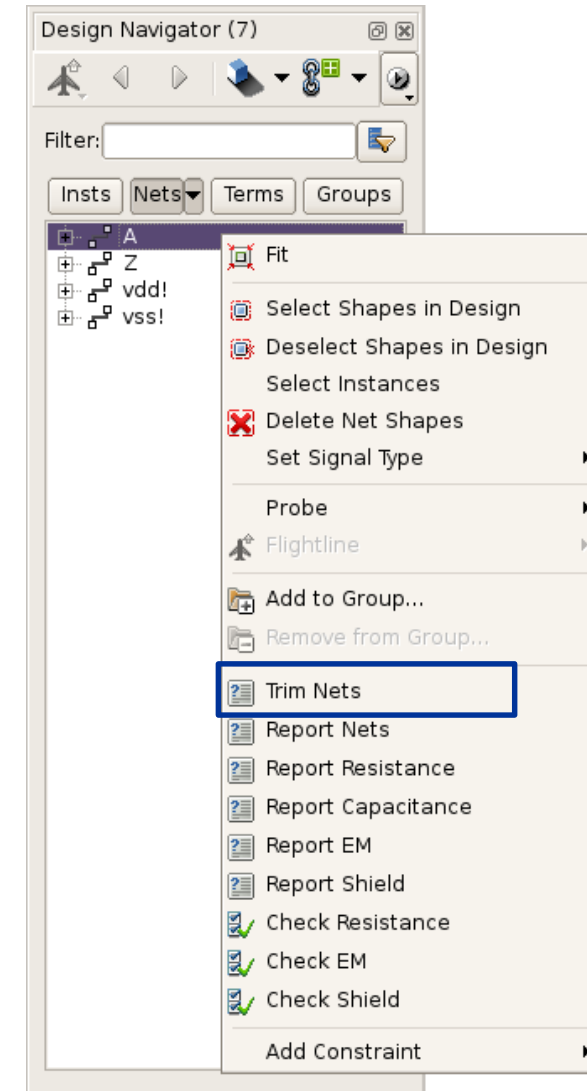 Design Navigator (7)
Filter:
Insts Nets Terms Groups
A
Z
vdd!
vss!
Fit
Select Shapes in Design
Deselect Shapes in Design
Select Instances
Delete Net Shapes
Set Signal Type
Probe
Flightline
Add to Group...
Remove from Group...
Trim Nets
Report Nets
Report Resistance
Report Capacitance
Report EM
Report Shield
Check Resistance
Check EM
Check Shield
Add Constraint